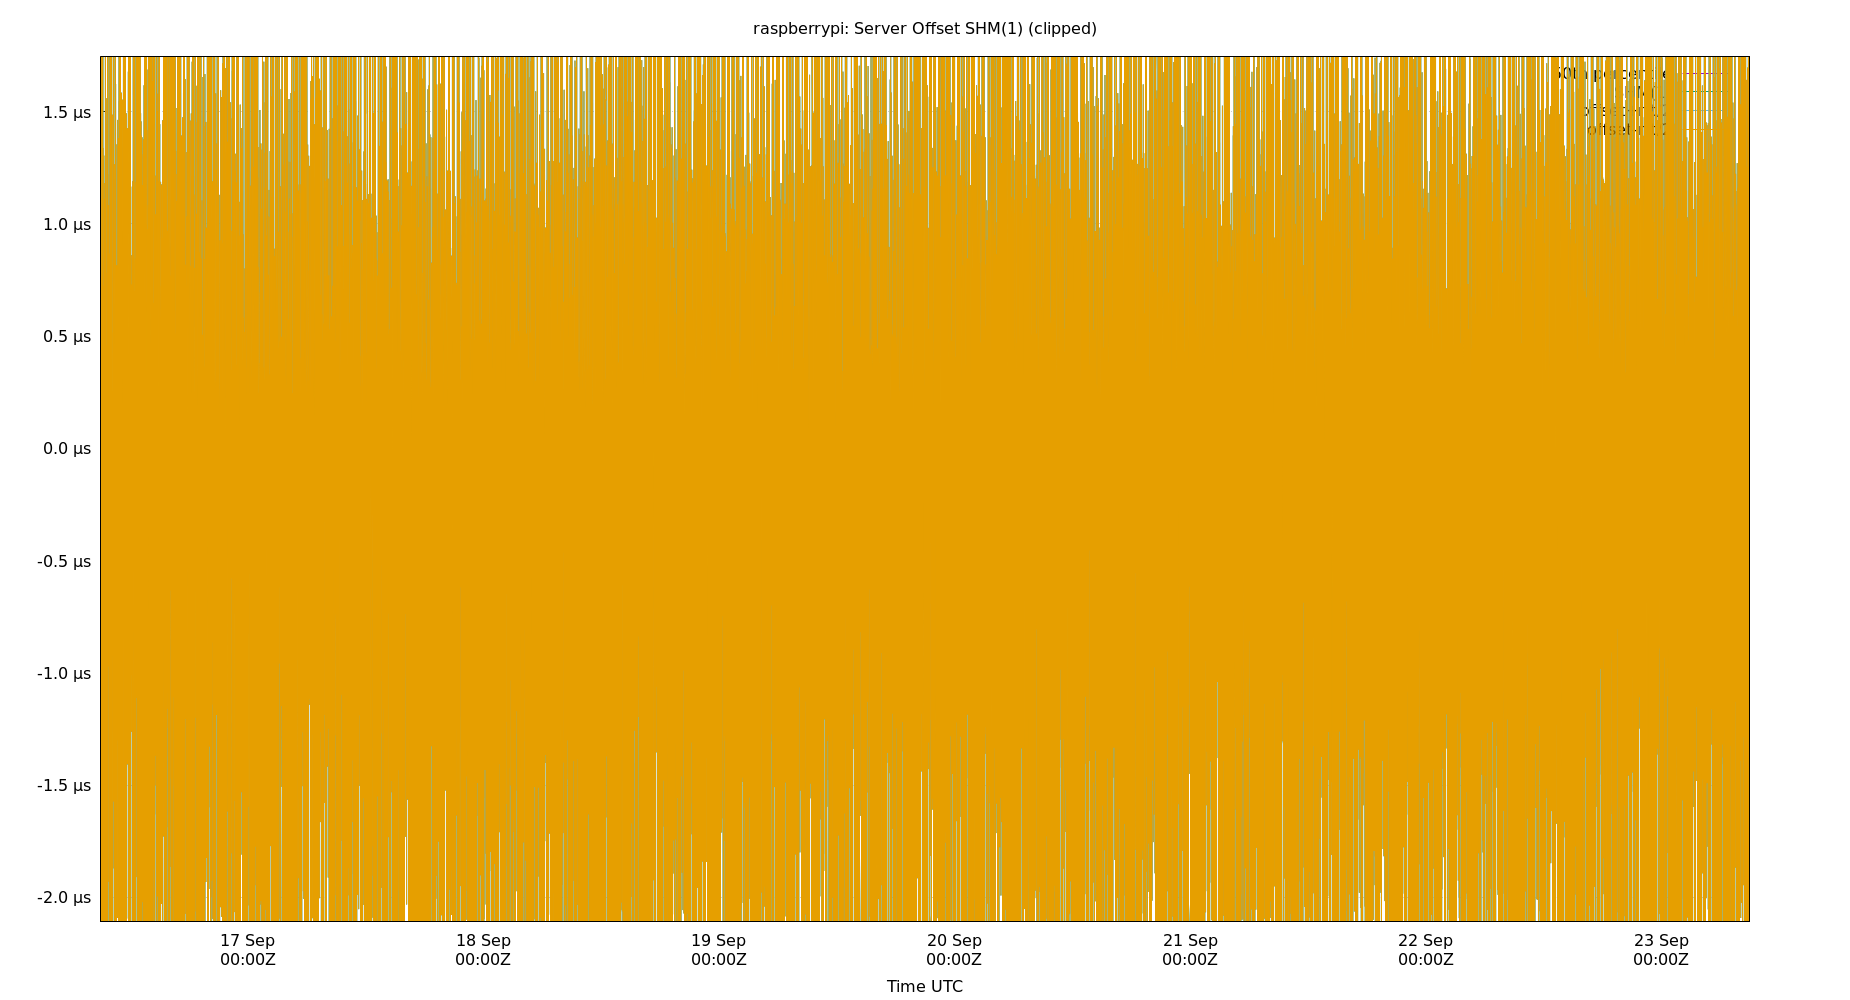 raspberrypi: Server Offset SHM(1) (clipped)
1.5 µs
1.0 µs
0.5 µs
0.0 µs
-0.5 µs
-1.0 µs
-1.5 µs
-2.0 µs
17 Sep 18 Sep 19 Sep 20 Sep 21 Sep 22 Sep 23 Sep
00:00Z 00:00Z 00:00Z 00:00Z 00:00Z 00:00Z 00:00Z
Time UTC